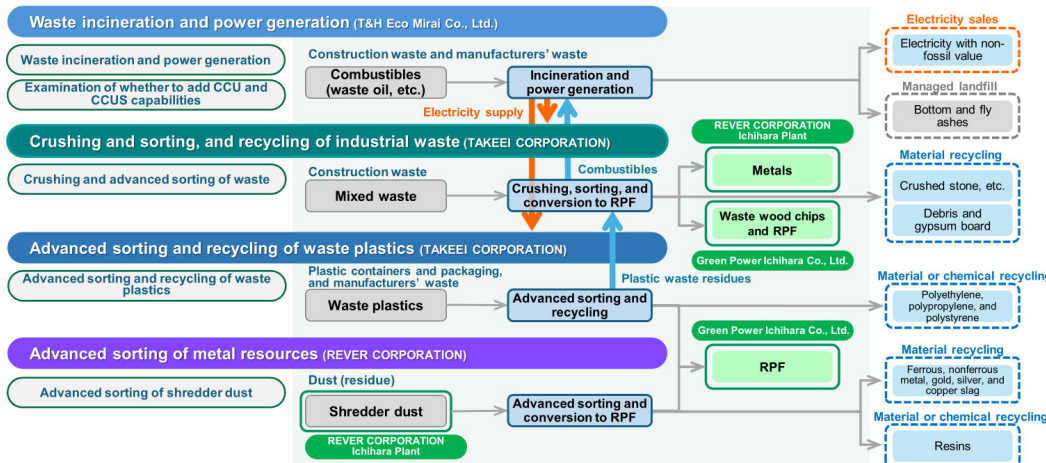 Waste incineration and power generation (T&H Eco Mirai Co., Ltd.)
Waste incineration and power generation
Examination of whether to add CCU and
CCUS capabilities
Construction waste and manufacturers' waste
Combustibles
(waste oil, etc.)
Incineration and
power generation
Electricity supply
Electricity sales
Electricity with non-
fossil value
Managed landfill
Bottom and fly
ashes
Crushing and sorting, and recycling of industrial waste (TAKEEI CORPORATION)
Crushing and advanced sorting of waste
Construction waste
Mixed waste
Combustibles
Crushing, sorting, and
conversion to RPF
REVER CORPORATION
Ichihara Plant
Metals
Waste wood chips
and RPF
Green Power Ichihara Co., Ltd.
Material recycling
Crushed stone, etc.
Debris and
gypsum board
Advanced sorting and recycling of waste plastics (TAKEEI CORPORATION)
Advanced sorting and recycling of waste
plastics
Plastic containers and packaging,
and manufacturers' waste
Waste plastics
Plastic waste residues
Advanced sorting and
recycling
Material or chemical recycling
Polyethylene,
polypropylene, and
polystyrene
Advanced sorting of metal resources (REVER CORPORATION)
Advanced sorting of shredder dust
Dust (residue)
Shredder dust
REVER CORPORATION
Ichihara Plant
Advanced sorting and
conversion to RPF
Green Power Ichihara Co., Ltd.
RPF
Material recycling
Ferrous, nonferrous
metal, gold, silver, and
copper slag
Material or chemical recycling
Resins